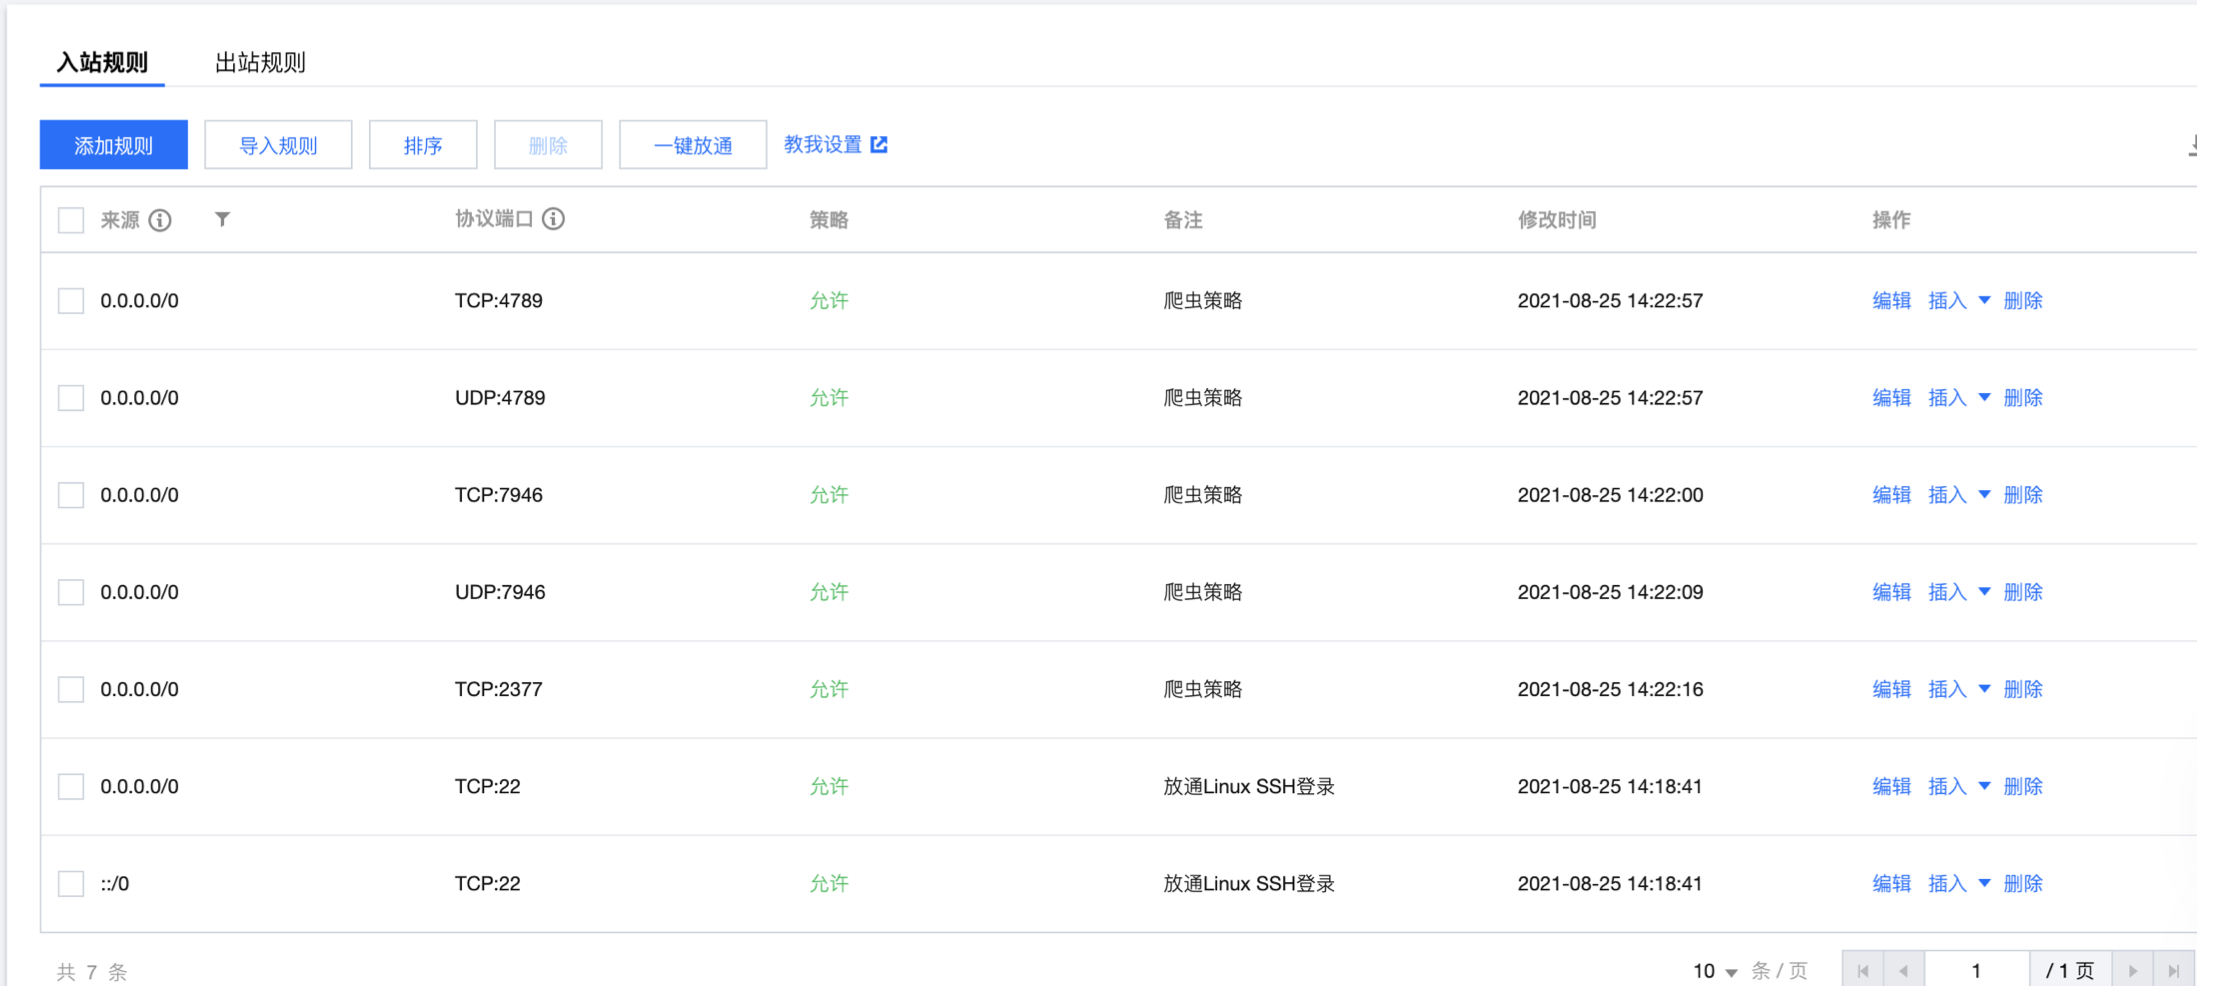 入站规则 出站规则
添加规则 导入规则 排序 删除 一键放通 教我设置
来源 协议端口 策略 备注 修改时间 操作
0.0.0.0/0 TCP:4789 允许 爬虫策略 2021-08-25 14:22:57 编辑 插入 删除
0.0.0.0/0 UDP:4789 允许 爬虫策略 2021-08-25 14:22:57 编辑 插入 删除
0.0.0.0/0 TCP:7946 允许 爬虫策略 2021-08-25 14:22:00 编辑 插入 删除
0.0.0.0/0 UDP:7946 允许 爬虫策略 2021-08-25 14:22:09 编辑 插入 删除
0.0.0.0/0 TCP:2377 允许 爬虫策略 2021-08-25 14:22:16 编辑 插入 删除
0.0.0.0/0 TCP:22 允许 放通Linux SSH登录 2021-08-25 14:18:41 编辑 插入 删除
::/0 TCP:22 允许 放通Linux SSH登录 2021-08-25 14:18:41 编辑 插入 删除
共 7 条 10 条 / 页 1 / 1 页